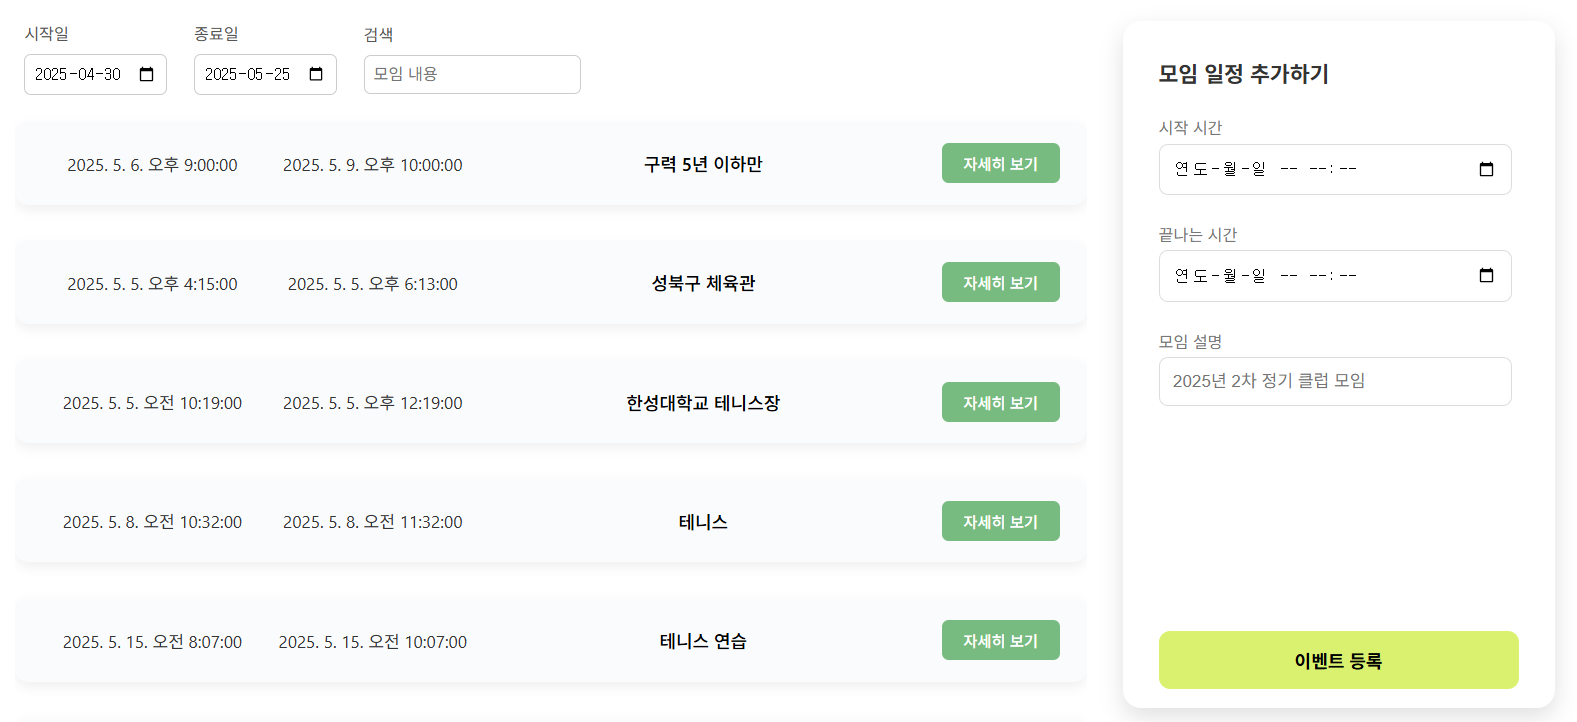 시작일 종료일 검색
2025-04-30 2025-05-25 모임 내용
2025. 5. 6. 오후 9:00:00 2025. 5. 9. 오후 10:00:00 구력 5년 이하만 자세히 보기
2025. 5. 5. 오후 4:15:00 2025. 5. 5. 오후 6:13:00 성북구 체육관 자세히 보기
2025. 5. 5. 오전 10:19:00 2025. 5. 5. 오후 12:19:00 한성대학교 테니스장 자세히 보기
2025. 5. 8. 오전 10:32:00 2025. 5. 8. 오전 11:32:00 테니스 자세히 보기
2025. 5. 15. 오전 8:07:00 2025. 5. 15. 오전 10:07:00 테니스 연습 자세히 보기
모임 일정 추가하기
시작 시간
연도-월-일 -- --:--
끝나는 시간
연도-월-일 -- --:--
모임 설명
2025년 2차 정기 클럽 모임
이벤트 등록